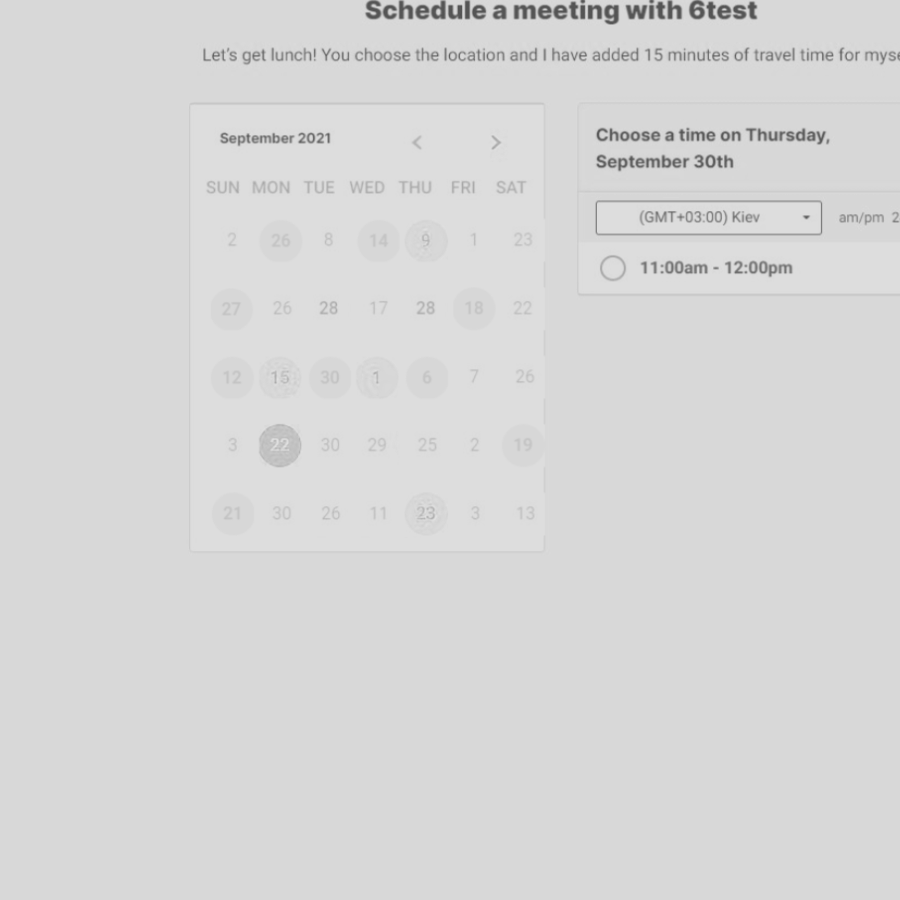 Schedule a meeting with 6test
Let's get lunch! You choose the location and I have added 15 minutes of travel time for myse
September 2021
SUN MON TUE WED THU FRI SAT
2 26 8 14 9 1 23
27 26 28 17 28 18 22
12 15 30 1 6 7 26
3 22 30 29 25 2 19
21 30 26 11 23 3 13
Choose a time on Thursday,
September 30th
(GMT+03:00) Kiev am/pm 2
11:00am - 12:00pm